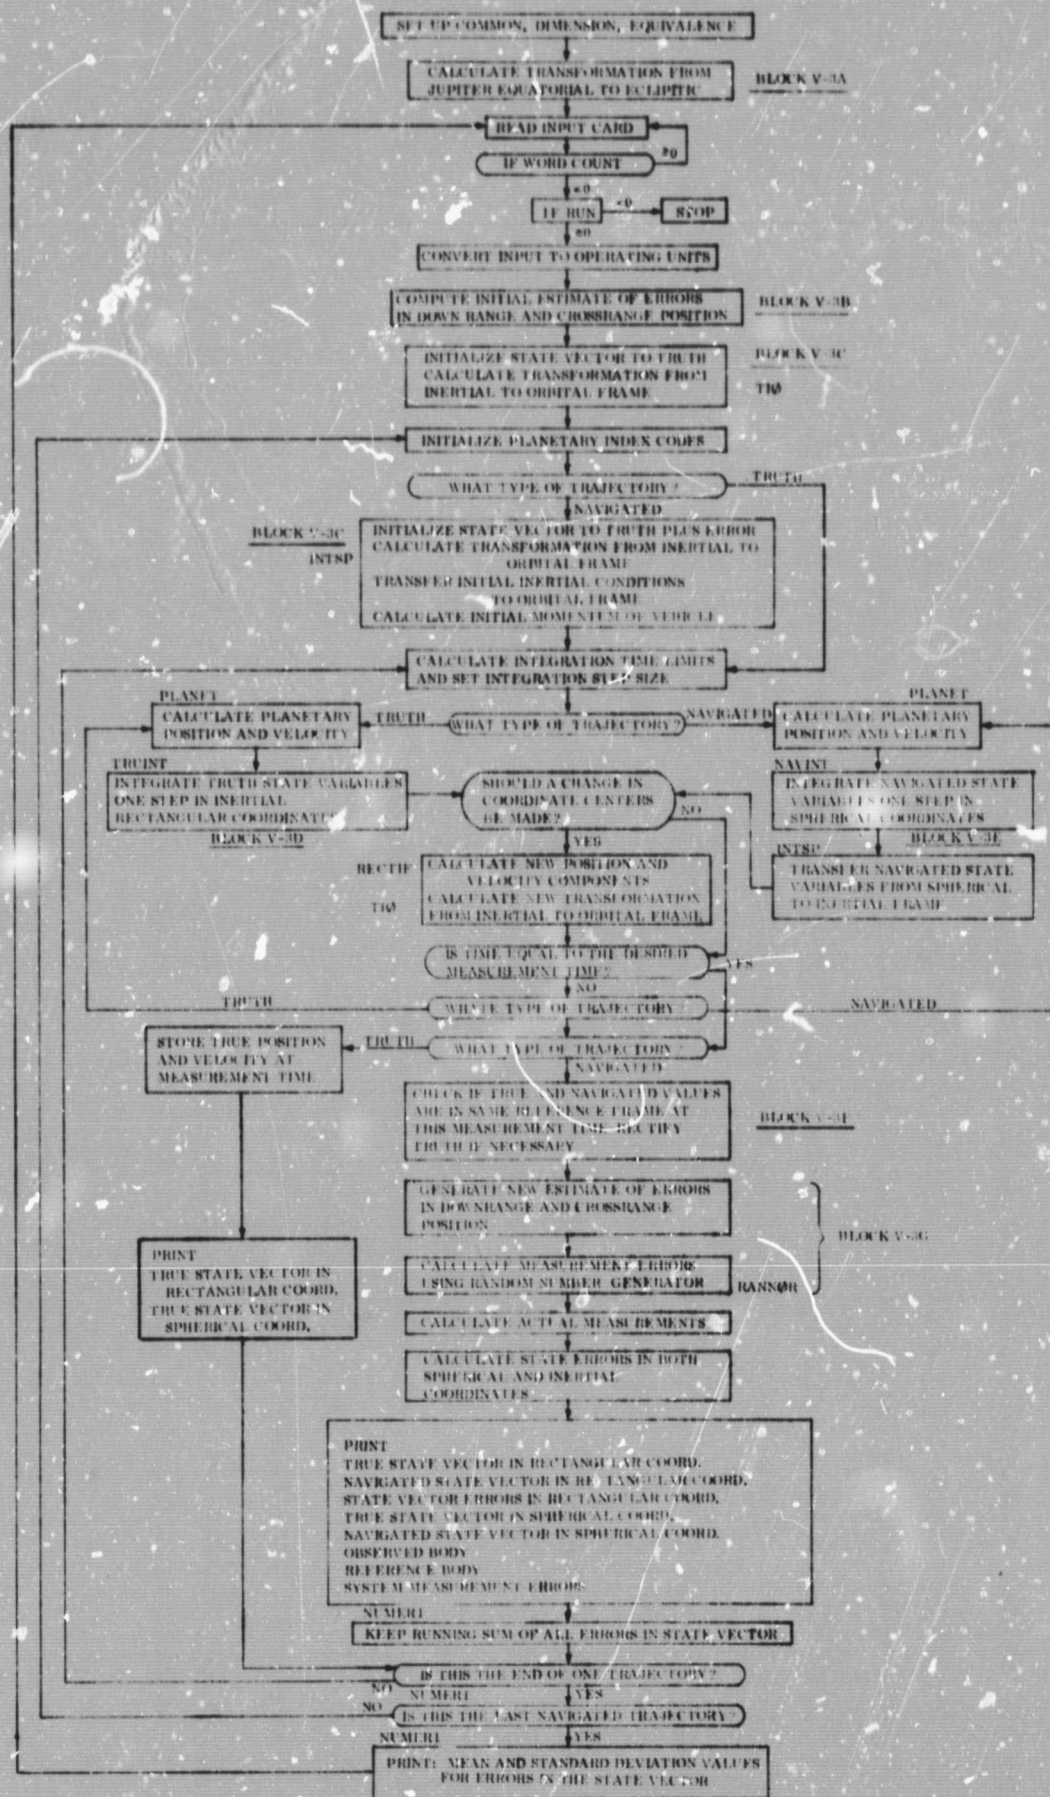 SET UP COMMON, DIMENSION, EQUIVALENCE
CALCULATE TRANSFORMATION FROM
JUPITER EQUATORIAL TO ECLIPITIC
BLOCK V-3A
READ INPUT CARD
IF WORD COUNT
≠0
=0
IF RUN
<0
STOP
≥0
CONVERT INPUT TO OPERATING UNITS
COMPUTE INITIAL ESTIMATE OF ERRORS
IN DOWN RANGE AND CROSSRANGE POSITION
BLOCK V-3B
INITIALIZE STATE VECTOR TO TRUTH
CALCULATE TRANSFORMATION FROM
INERTIAL TO ORBITAL FRAME
BLOCK V-3C
TIØ
INITIALIZE PLANETARY INDEX CODES
WHAT TYPE OF TRAJECTORY?
TRUTH
NAVIGATED
BLOCK V-3C
INTSP
INITIALIZE STATE VECTOR TO TRUTH PLUS ERROR
CALCULATE TRANSFORMATION FROM INERTIAL TO
ORBITAL FRAME
TRANSFER INITIAL INERTIAL CONDITIONS
TO ORBITAL FRAME
CALCULATE INITIAL MOMENTUM OF VEHICLE
CALCULATE INTEGRATION TIME LIMITS
AND SET INTEGRATION STEP SIZE
PLANET
CALCULATE PLANETARY
POSITION AND VELOCITY
TRUTH
WHAT TYPE OF TRAJECTORY?
NAVIGATED
PLANET
CALCULATE PLANETARY
POSITION AND VELOCITY
TRUINT
INTEGRATE TRUTH STATE VARIABLES
ONE STEP IN INERTIAL
RECTANGULAR COORDINATES
BLOCK V-3D
SHOULD A CHANGE IN
COORDINATE CENTERS
BE MADE?
NO
YES
NAVINT
INTEGRATE NAVIGATED STATE
VARIABLES ONE STEP IN
SPHERICAL COORDINATES
BLOCK V-3E
INTSP
TRANSFER NAVIGATED STATE
VARIABLES FROM SPHERICAL
TO INERTIAL FRAME
RECTIF
TIØ
CALCULATE NEW POSITION AND
VELOCITY COMPONENTS
CALCULATE NEW TRANSFORMATION
FROM INERTIAL TO ORBITAL FRAME
IS TIME EQUAL TO THE DESIRED
MEASUREMENT TIME?
YES
NO
TRUTH
WHATE TYPE OF TRAJECTORY?
NAVIGATED
STORE TRUE POSITION
AND VELOCITY AT
MEASUREMENT TIME
TRUTH
WHAT TYPE OF TRAJECTORY
NAVIGATED
CHECK IF TRUE AND NAVIGATED VALUES
ARE IN SAME REFERENCE FRAME AT
THIS MEASUREMENT TIME. RECTIFY
TRUTH IF NECESSARY
BLOCK V-3F
GENERATE NEW ESTIMATE OF ERRORS
IN DOWNRANGE AND CROSSRANGE
POSITION
BLOCK V-3G
PRINT
TRUE STATE VECTOR IN
RECTANGULAR COORD.
TRUE STATE VECTOR IN
SPHERICAL COORD.
CALCULATE MEASUREMENT ERRORS
USING RANDOM NUMBER GENERATOR
RANNØR
CALCULATE ACTUAL MEASUREMENTS
CALCULATE STATE ERRORS IN BOTH
SPHERICAL AND INERTIAL
COORDINATES
PRINT
TRUE STATE VECTOR IN RECTANGULAR COORD.
NAVIGATED STATE VECTOR IN RECTANGULAR COORD.
STATE VECTOR ERRORS IN RECTANGULAR COORD.
TRUE STATE VECTOR IN SPHERICAL COORD.
NAVIGATED STATE VECTOR IN SPHERICAL COORD.
OBSERVED BODY
REFERENCE BODY
SYSTEM MEASUREMENT ERRORS
NUMER1
KEEP RUNNING SUM OF ALL ERRORS IN STATE VECTOR
IS THIS THE END OF ONE TRAJECTORY?
NO
NUMER1
YES
NO
IS THIS THE LAST NAVIGATED TRAJECTORY?
NUMER1
YES
PRINT: MEAN AND STANDARD DEVIATION VALUES
FOR ERRORS IN THE STATE VECTOR